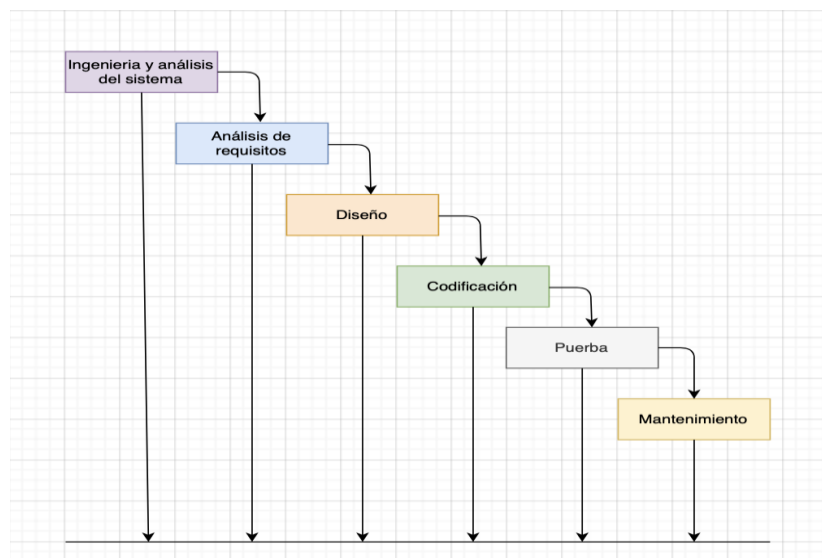 Ingenieria y análisis
del sistema
Análisis de
requisitos
Diseño
Codificación
Puerba
Mantenimiento